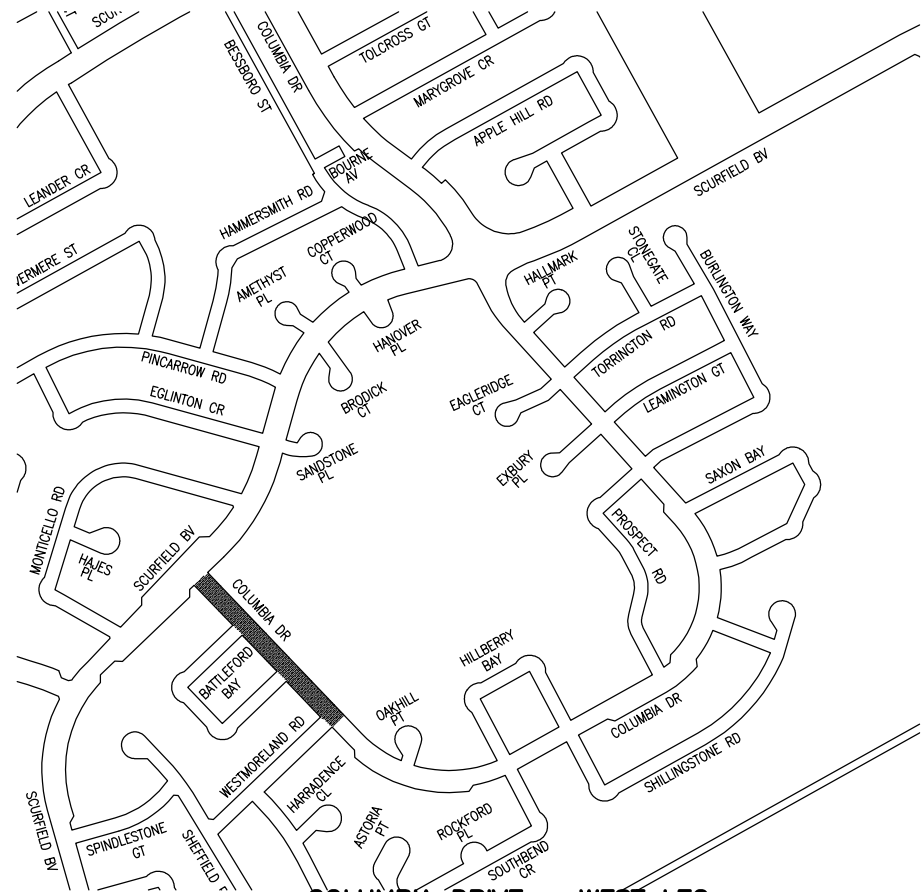 COLUMBIA DR
BESSBORO ST
TOLCROSS GT
MARYGROVE CR
APPLE HILL RD
SCURFIELD BV
LEANDER CR
BOURNE
AV
HAMMERSMITH RD
COPPERWOOD
CT
AMETHYST
PL
HALLMARK
PT
STONEGATE
CL
BURLINGTON WAY
HANOVER
PL
TORRINGTON RD
PINCARROW RD
EGLINTON CR
BRODICK
CT
EAGLERIDGE
CT
LEAMINGTON GT
SANDSTONE
PL
EXBURY
PL
SAXON BAY
MONTICELLO RD
HAJES
PL
SCURFIELD BV
PROSPECT RD
COLUMBIA DR
BATTLEFORD
BAY
HILLBERRY
BAY
OAKHILL
PT
COLUMBIA DR
WESTMORELAND RD
SHILLINGSTONE RD
HARRADENCE
CL
SCURFIELD BV
SPINDLESTONE
GT
SHEFFIELD
ASTORIA
PT
ROCKFORD
PL
SOUTHBEND
CR